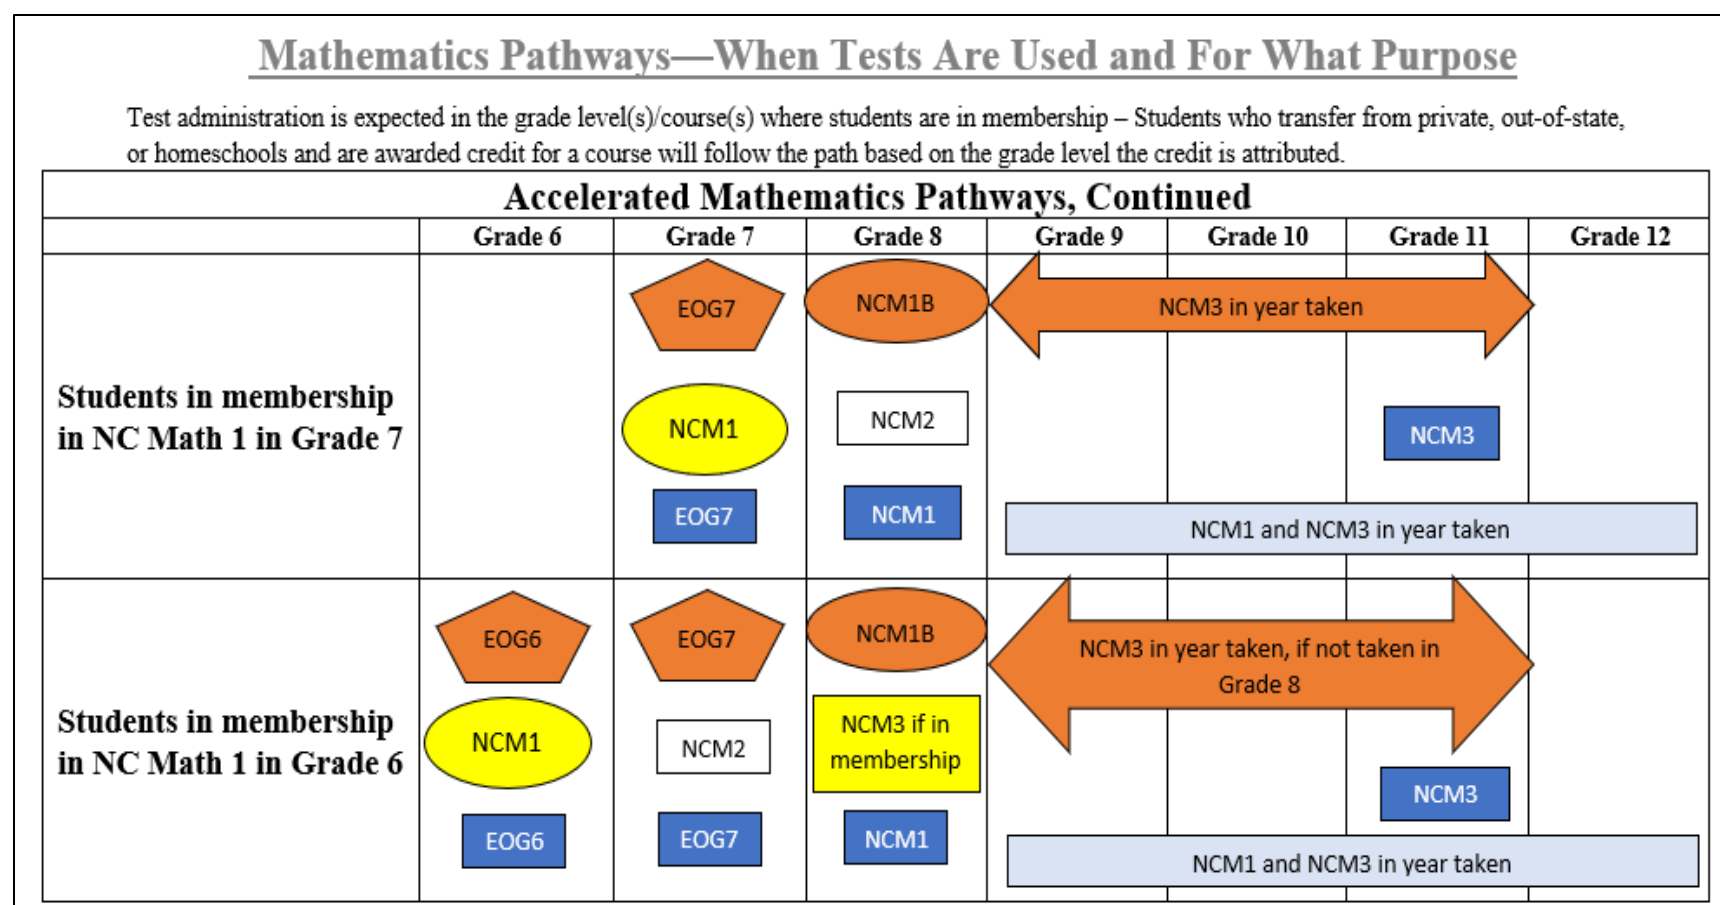 Mathematics Pathways—When Tests Are Used and For What Purpose
Test administration is expected in the grade level(s)/course(s) where students are in membership – Students who transfer from private, out-of-state,
or homeschools and are awarded credit for a course will follow the path based on the grade level the credit is attributed.
Accelerated Mathematics Pathways, Continued
Grade 6 Grade 7 Grade 8 Grade 9 Grade 10 Grade 11 Grade 12
Students in membership
in NC Math 1 in Grade 7
EOG7
NCM1B
NCM3 in year taken
NCM1
NCM2
NCM3
EOG7
NCM1
NCM1 and NCM3 in year taken
Students in membership
in NC Math 1 in Grade 6
EOG6
EOG7
NCM1B
NCM3 in year taken, if not taken in
Grade 8
NCM1
NCM2
NCM3 if in
membership
NCM3
EOG6
EOG7
NCM1
NCM1 and NCM3 in year taken